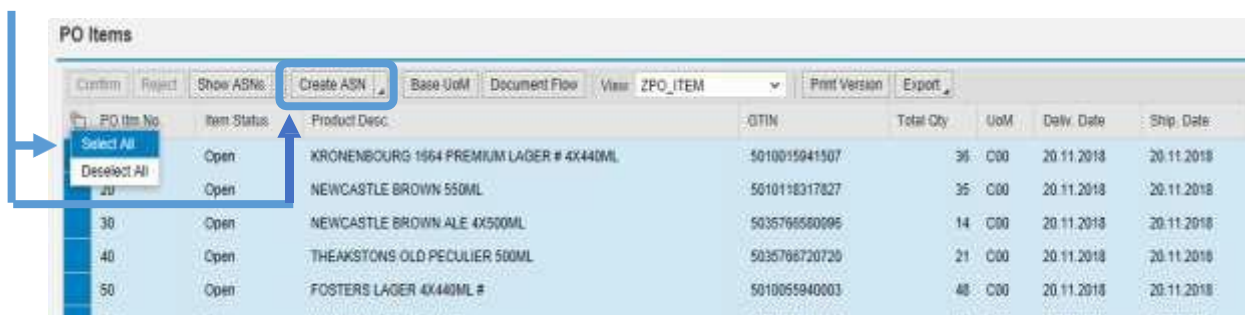 PO Items
Confirm Reject Show ASNs Create ASN Base UoM Document Flow View: ZPO_ITEM Print Version Export
PO Itm No. Item Status Product Desc. GTIN Total Qty UoM Deliv. Date Ship. Date
Select All Open KRONENBOURG 1664 PREMIUM LAGER # 4X440ML 5010015941507 36 C00 20.11.2018 20.11.2018
Deselect All
20 Open NEWCASTLE BROWN 550ML 5010118317827 35 C00 20.11.2018 20.11.2018
30 Open NEWCASTLE BROWN ALE 4X500ML 5035766580096 14 C00 20.11.2018 20.11.2018
40 Open THEAKSTONS OLD PECULIER 500ML 5035766720720 21 C00 20.11.2018 20.11.2018
50 Open FOSTERS LAGER 4X440ML # 5010055940003 48 C00 20.11.2018 20.11.2018